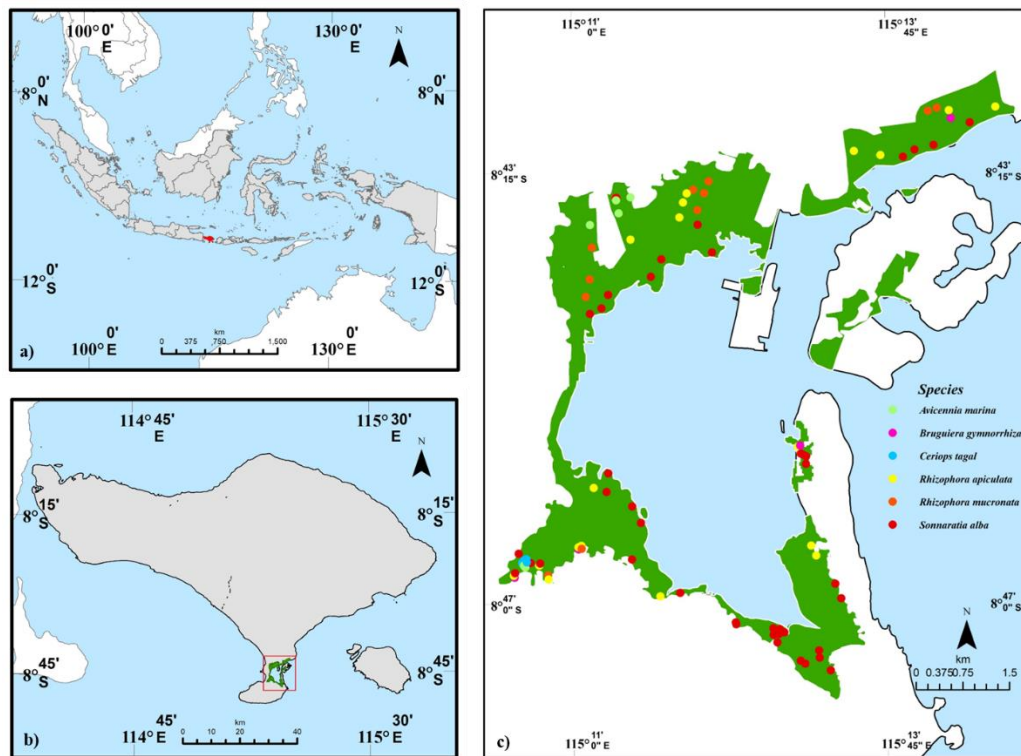 100° 0' E
130° 0' E
N
8° 0' N
8° 0' N
12° 0' S
12° 0' S
km
0 375 750 1,500
a)
100° 0' E
130° 0' E
114° 45' E
115° 30' E
N
8° 15' S
8° 15' S
8° 45' S
8° 45' S
km
0 10 20 30 40
b)
45' 114° E
115° 30' E
115° 11' 0" E
115° 13' 45" E
8° 43' 15" S
8° 43' 15" S
Species
Avicennia marina
Bruguiera gymnorrhiza
Ceriops tagal
Rhizophora apiculata
Rhizophora mucronata
Sonnaratia alba
8° 47' 0" S
8° 47' 0" S
N
0 0.375 0.75 1.5
km
c)
115° 11' 0" E
115° 13' 45" E